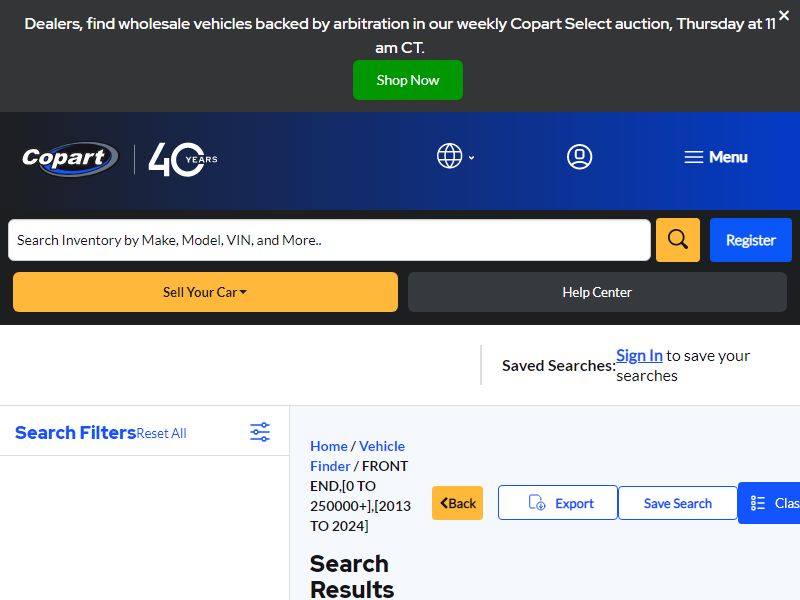 Dealers, find wholesale vehicles backed by arbitration in our weekly Copart Select auction, Thursday at 11
am CT.
Shop Now
Copart
40 YEARS
Menu
Search Inventory by Make, Model, VIN, and More..
Register
Sell Your Car
Help Center
Saved Searches: Sign In to save your
searches
Search Filters Reset All
Home / Vehicle
Finder / FRONT
END,[0 TO
250000+],[2013
TO 2024]
Back
Export
Save Search
Clas
Search
Results